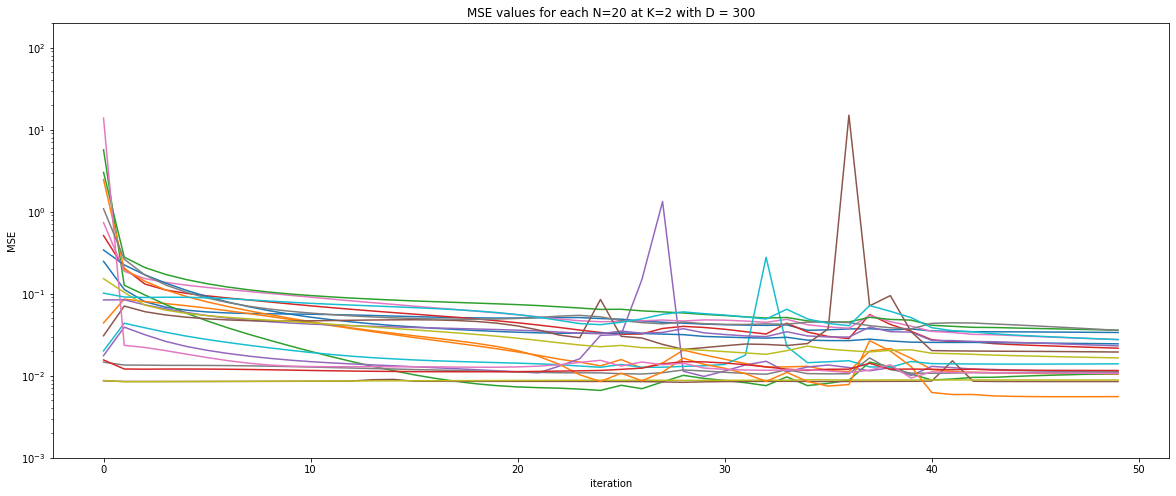 MSE values for each N=20 at K=2 with D = 300
MSE
10²
10¹
10⁰
10⁻¹
10⁻²
10⁻³
0 10 20 30 40 50
iteration